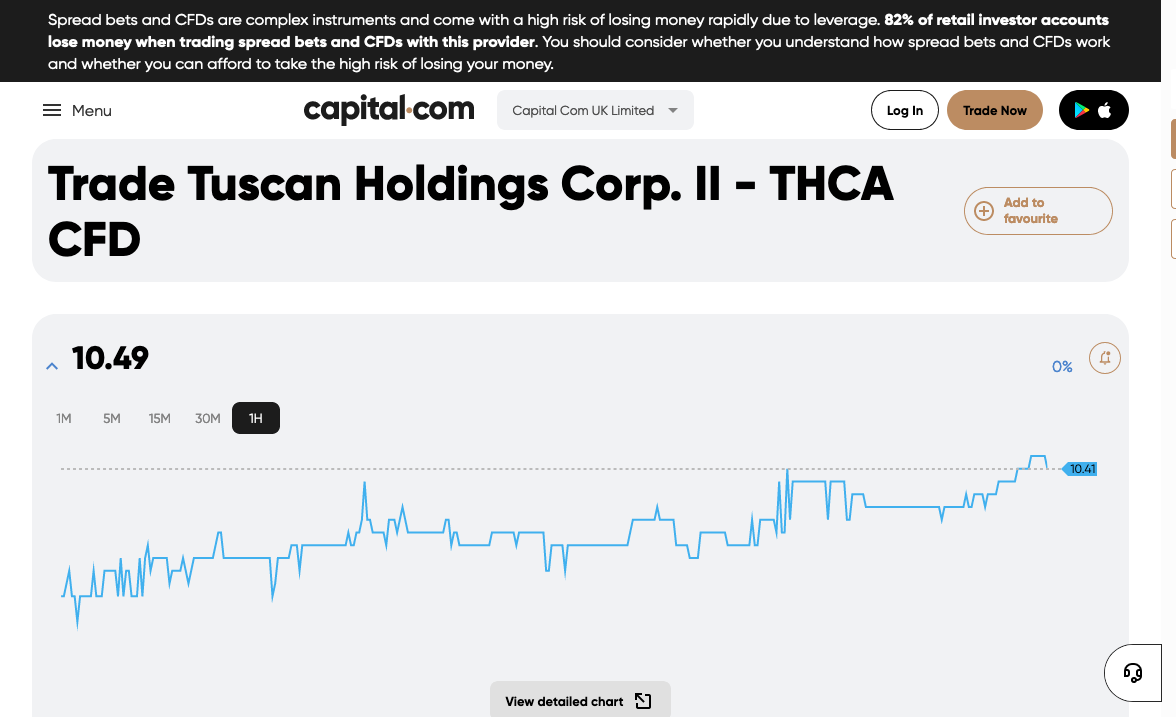 Spread bets and CFDs are complex instruments and come with a high risk of losing money rapidly due to leverage. 82% of retail investor accounts
lose money when trading spread bets and CFDs with this provider. You should consider whether you understand how spread bets and CFDs work
and whether you can afford to take the high risk of losing your money.
Menu
capital.com
Capital Com UK Limited
Log In
Trade Now
Trade Tuscan Holdings Corp. II - THCA
CFD
Add to
favourite
10.49
0%
1M
5M
15M
30M
1H
10.41
View detailed chart